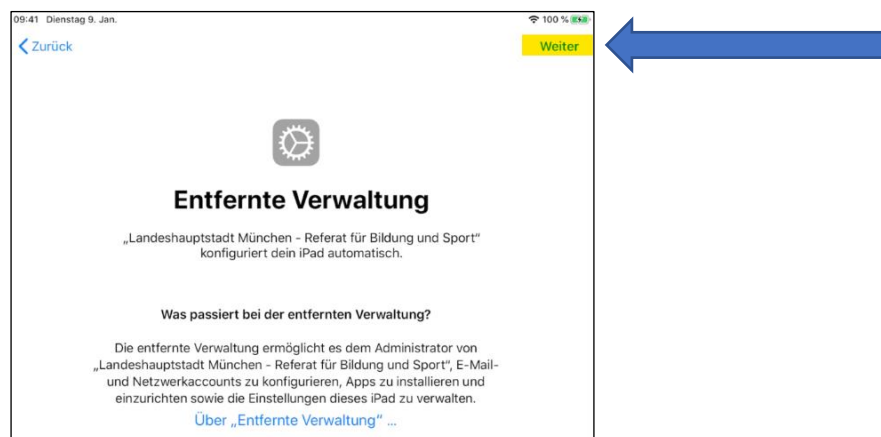 09:41 Dienstag 9. Jan.
100 %
Zurück
Weiter
Entfernte Verwaltung
„Landeshauptstadt München - Referat für Bildung und Sport“
konfiguriert dein iPad automatisch.
Was passiert bei der entfernten Verwaltung?
Die entfernte Verwaltung ermöglicht es dem Administrator von
„Landeshauptstadt München - Referat für Bildung und Sport“, E-Mail-
und Netzwerkaccounts zu konfigurieren, Apps zu installieren und
einzurichten sowie die Einstellungen dieses iPad zu verwalten.
Über „Entfernte Verwaltung“ ...